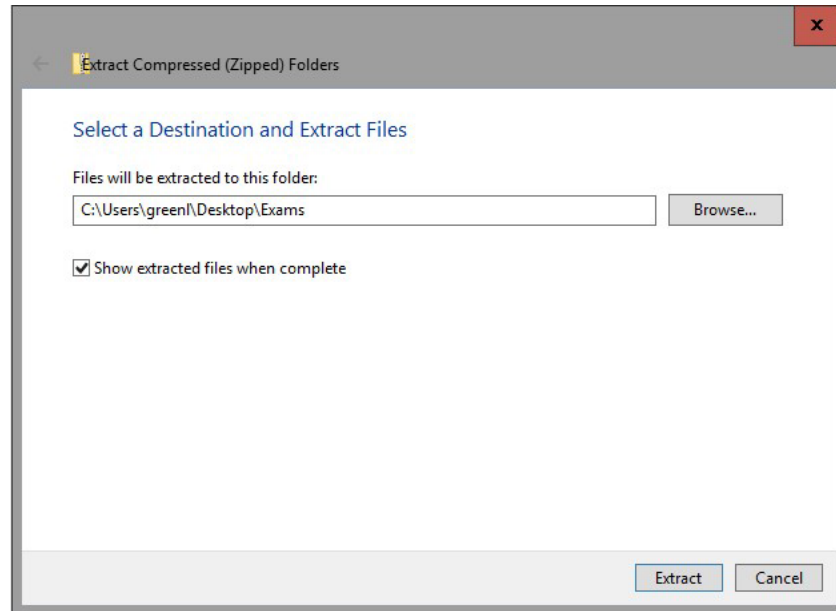 x
Extract Compressed (Zipped) Folders
Select a Destination and Extract Files
Files will be extracted to this folder:
C:\Users\greenl\Desktop\Exams
Browse...
Show extracted files when complete
Extract
Cancel